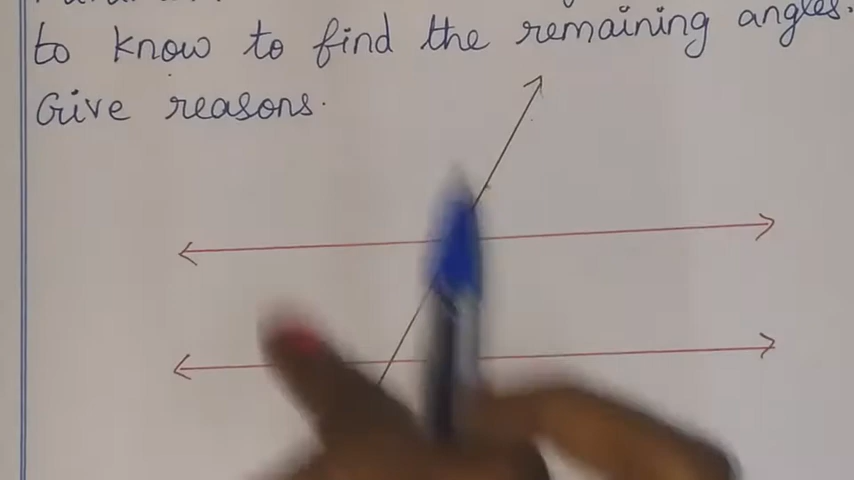 to know to find the remaining angles.
Give reasons.